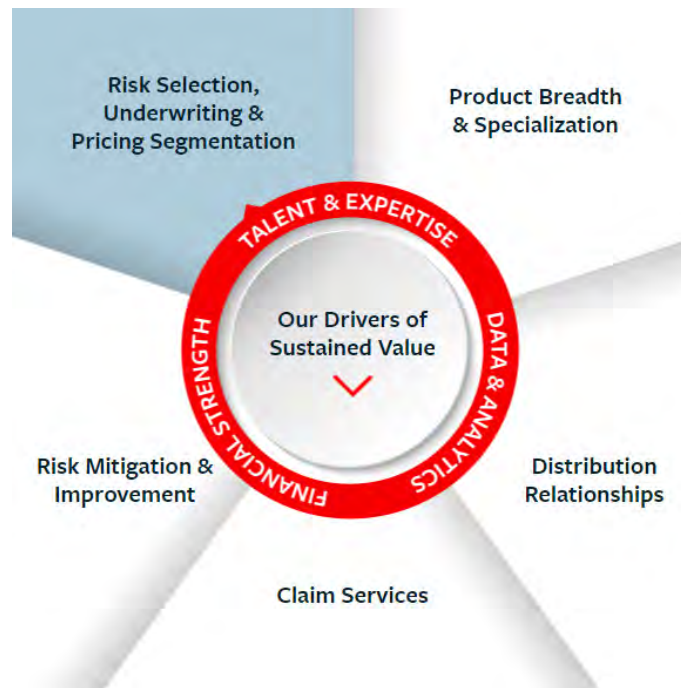 Risk Selection,
Underwriting &
Pricing Segmentation
Product Breadth
& Specialization
TALENT & EXPERTISE
Our Drivers of
Sustained Value
DATA & ANALYTICS
FINANCIAL STRENGTH
Risk Mitigation &
Improvement
Distribution
Relationships
Claim Services